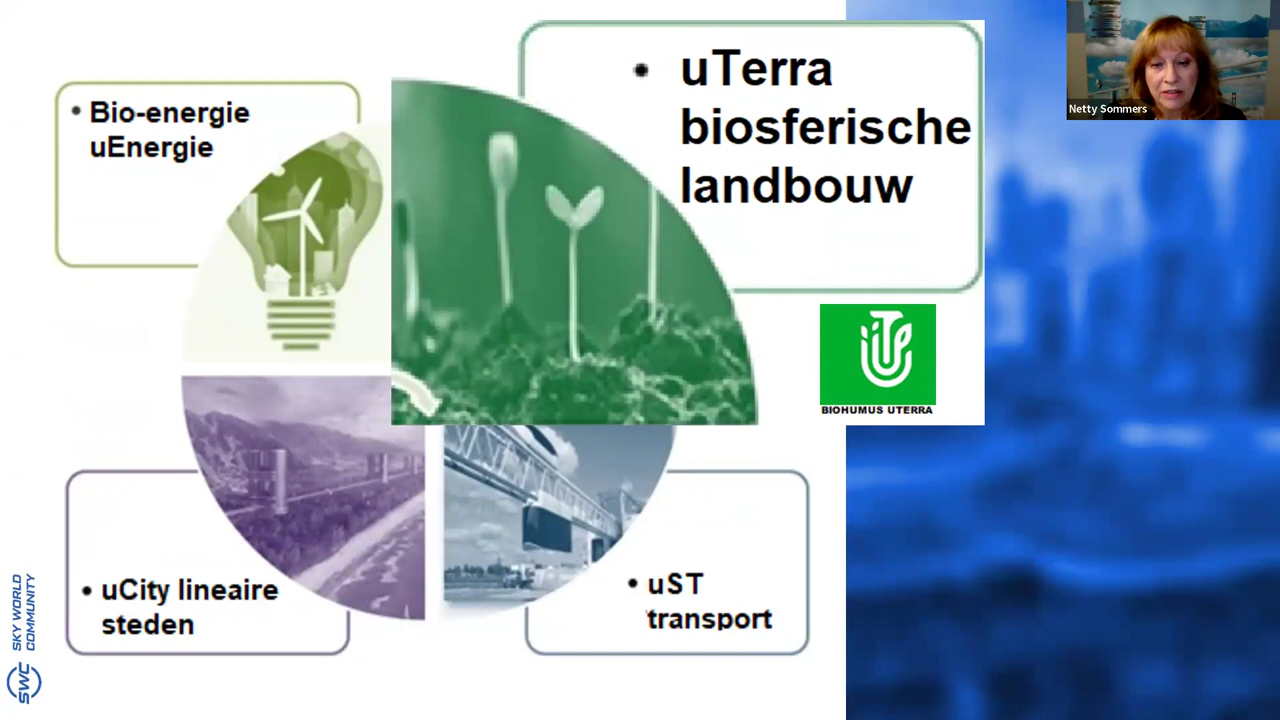 • Bio-energie
uEnergie
• uTerra
biosferische
landbouw
Netty Sommers
BIOHUMUS UTERRA
• uCity lineaire
steden
• uST
transport
SWC SKY WORLD
COMMUNITY